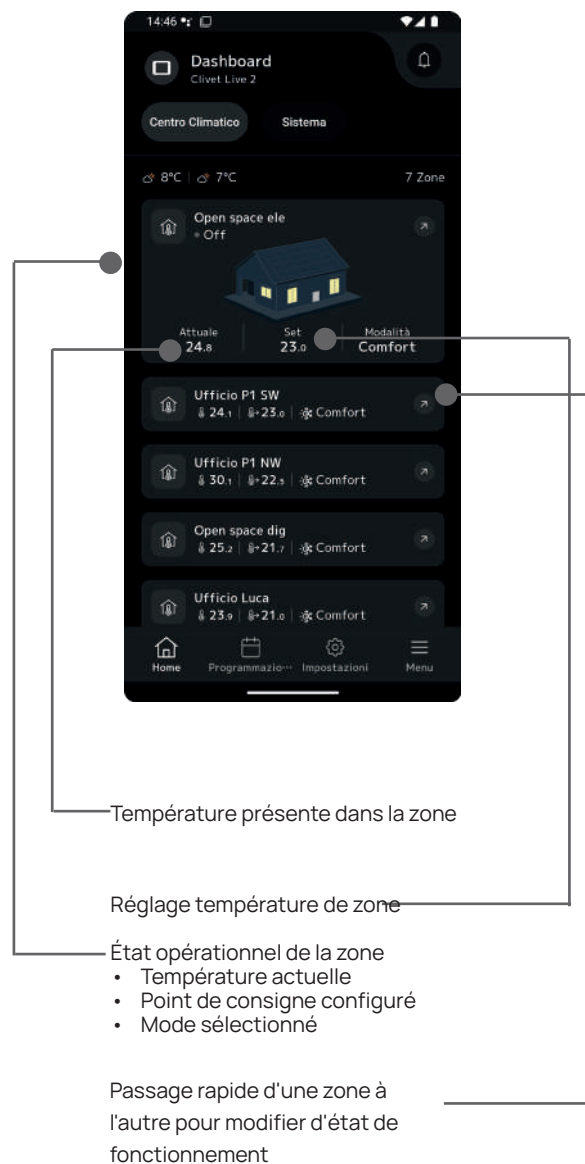 14:46
Dashboard
Clivet Live 2
Centro Climatico Sistema
8°C 7°C 7 Zone
Open space ele
Off
Attuale Set Modalità
24.8 23.0 Comfort
Ufficio P1 SW
24.1 23.0 Comfort
Ufficio P1 NW
30.1 22.5 Comfort
Open space dig
25.2 21.7 Comfort
Ufficio Luca
23.9 21.0 Comfort
Home Programmazio··· Impostazioni Menu
Température présente dans la zone
Réglage température de zone
État opérationnel de la zone
• Température actuelle
• Point de consigne configuré
• Mode sélectionné
Passage rapide d'une zone à
l'autre pour modifier d'état de
fonctionnement